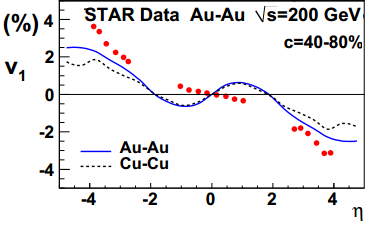 (%)
v1
STAR Data Au-Au √s=200 GeV
c=40-80%
4
2
0
-2
-4
Au-Au
Cu-Cu
-4 -2 0 2 4
η